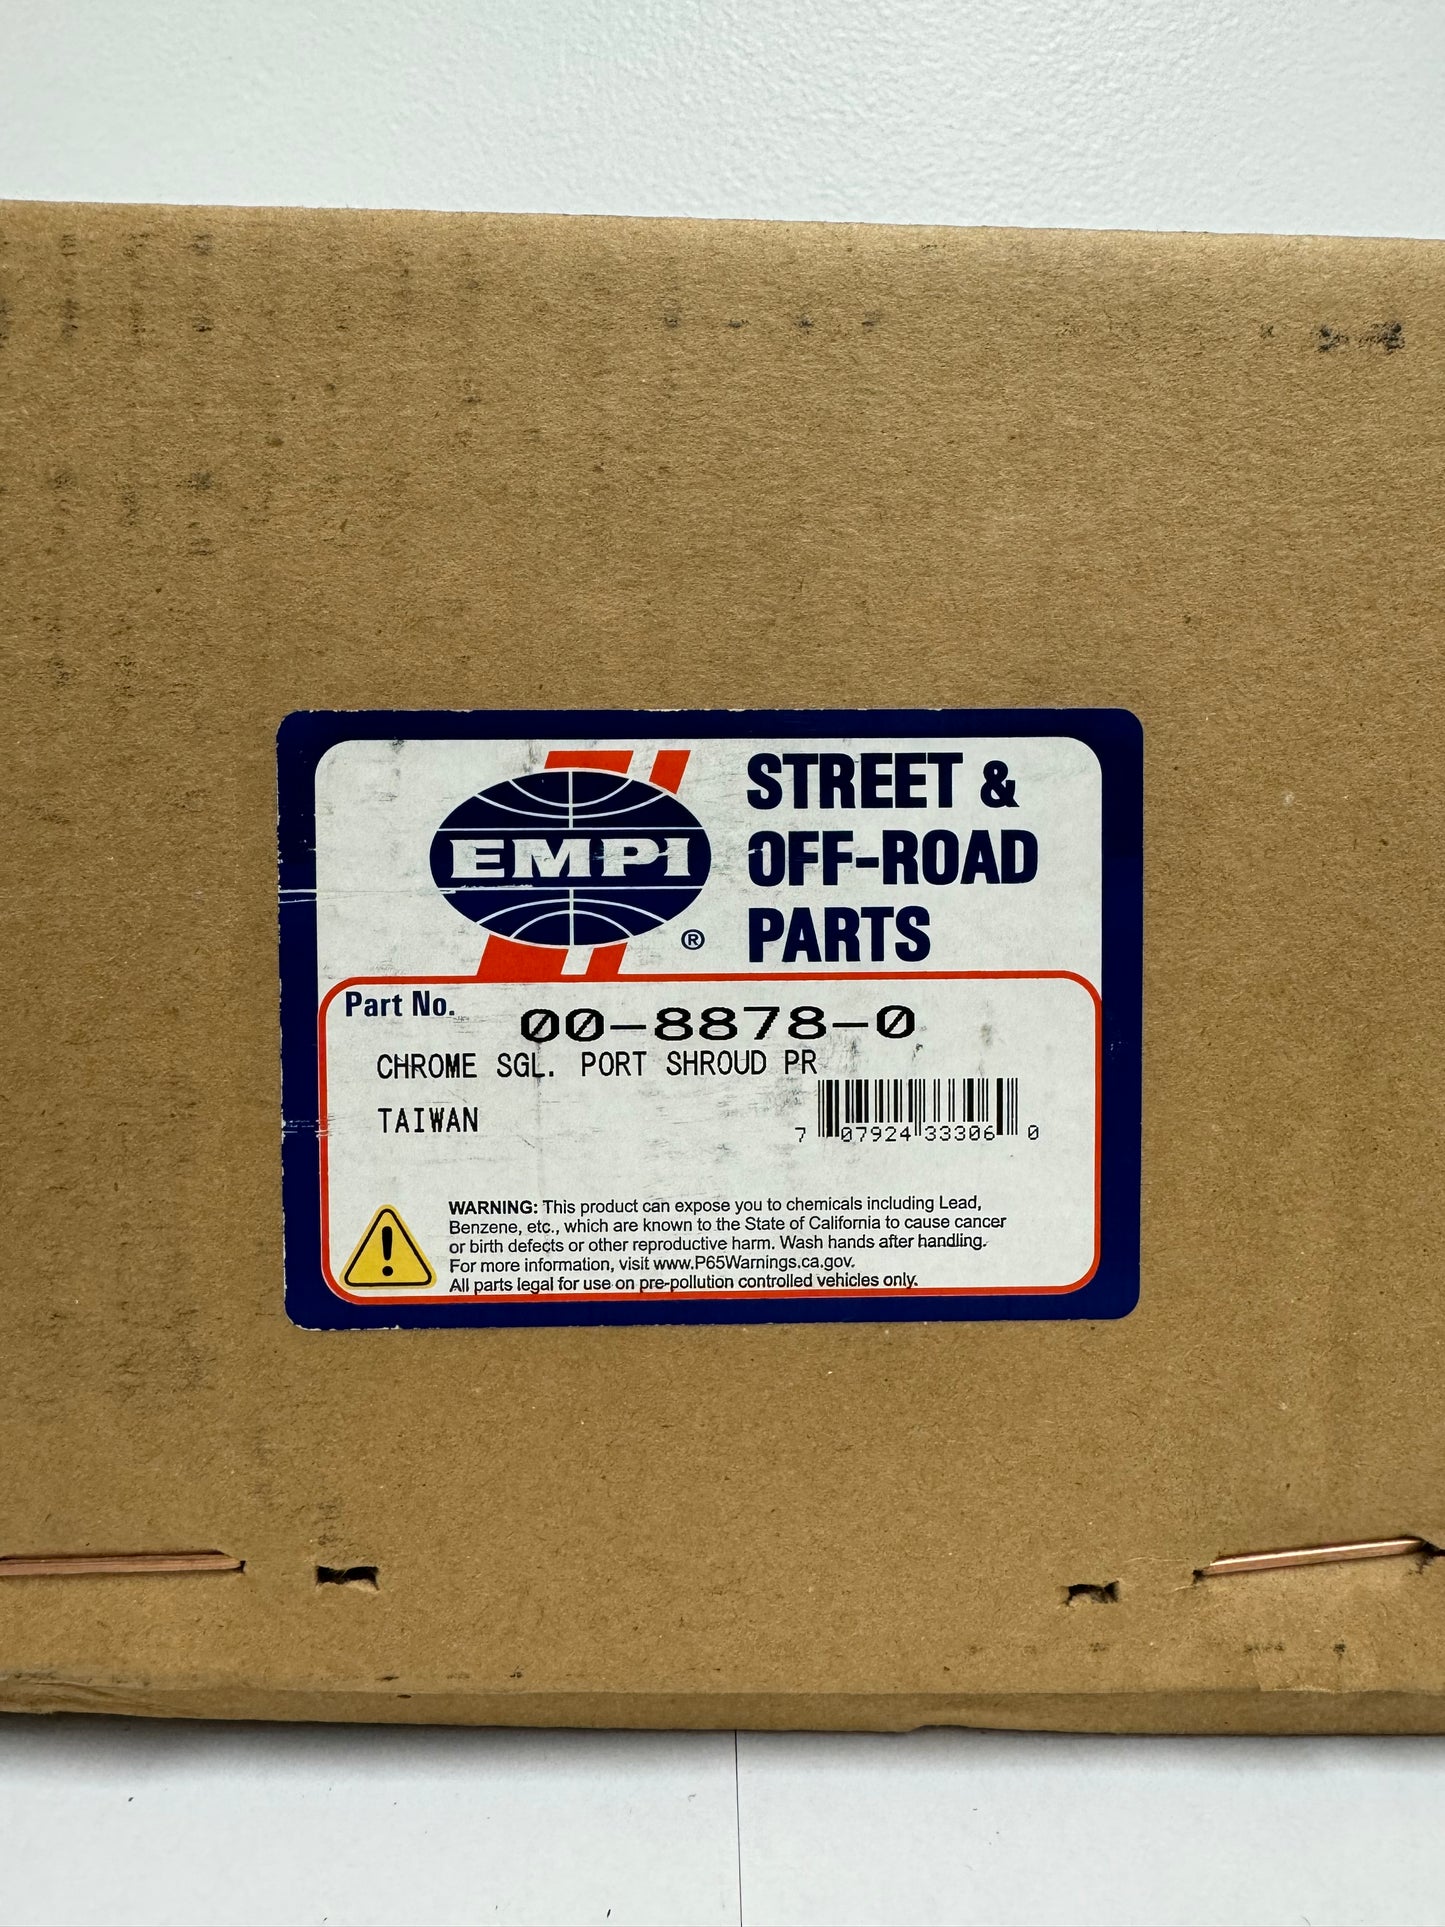 EMPI ®
STREET &
OFF-ROAD
PARTS
Part No. 00-8878-0
CHROME SGL. PORT SHROUD PR
TAIWAN
7 07924 33306 0
WARNING: This product can expose you to chemicals including Lead,
Benzene, etc., which are known to the State of California to cause cancer
or birth defects or other reproductive harm. Wash hands after handling.
For more information, visit www.P65Warnings.ca.gov.
All parts legal for use on pre-pollution controlled vehicles only.